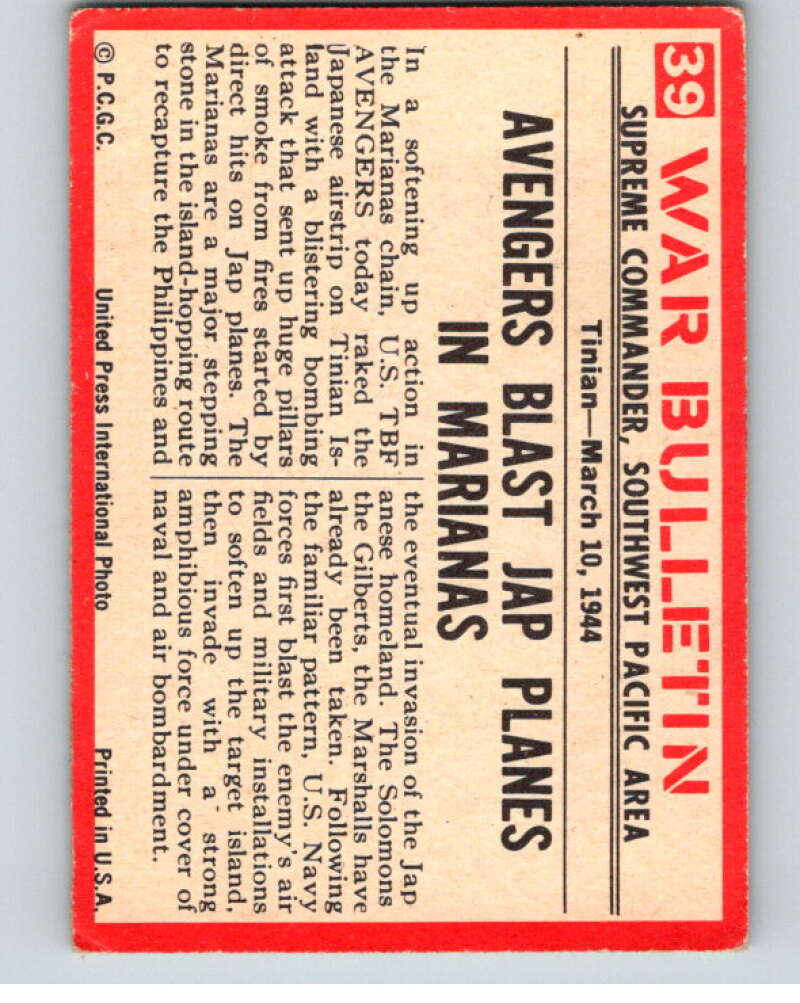 39 WAR BULLETIN
SUPREME COMMANDER, SOUTHWEST PACIFIC AREA
Tinian—March 10, 1944
AVENGERS BLAST JAP PLANES
IN MARIANAS
In a softening up action in
the Marianas chain, U.S. TBF
AVENGERS today raked the
Japanese airstrip on Tinian Is-
land with a blistering bombing
attack that sent up huge pillars
of smoke from fires started by
direct hits on Jap planes. The
Marianas are a major stepping
stone in the island-hopping route
to recapture the Philippines and
the eventual invasion of the Jap
anese homeland. The Solomons
the Gilberts, the Marshalls have
already been taken. Following
the familiar pattern, U.S. Navy
forces first blast the enemy's air
fields and military installations
to soften up the target island,
then invade with a strong
amphibious force under cover of
naval and air bombardment.
© P.C.G.C.
United Press International Photo
Printed in U.S.A.